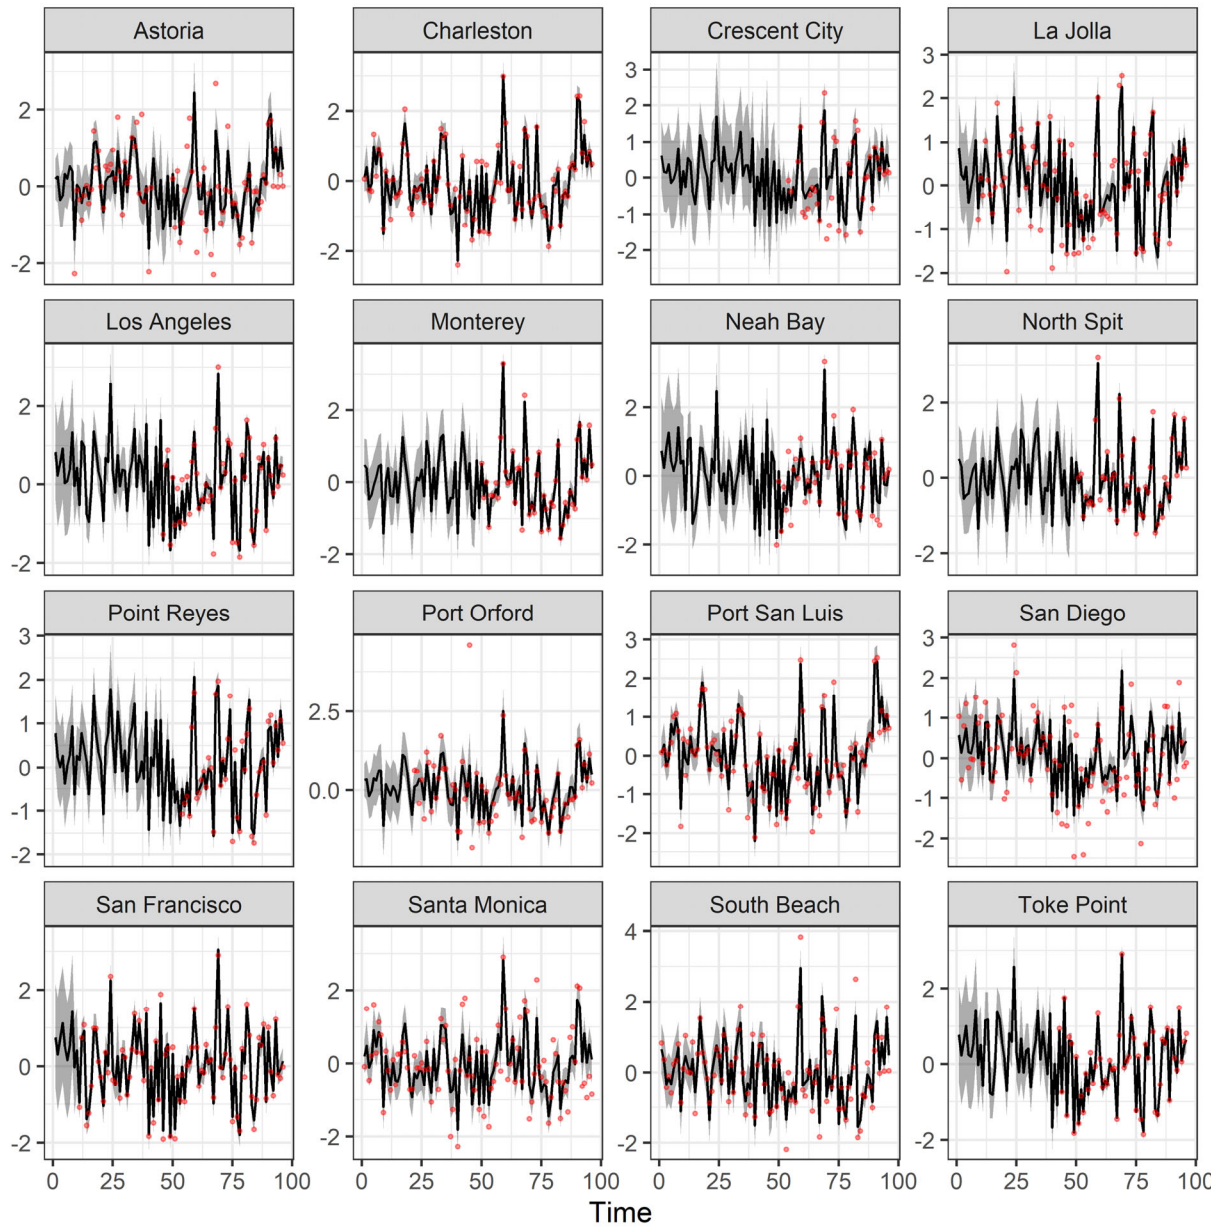 Astoria Charleston Crescent City La Jolla
2 0 -2
2 0 -2
3 2 1 0 -1 -2 -3
3 2 1 0 -1 -2
Los Angeles Monterey Neah Bay North Spit
2 0 -2
2 0 -2
2 0 -2
2 0 -2
Point Reyes Port Orford Port San Luis San Diego
3 2 1 0 -1 -2
2.5 0.0
3 2 1 0 -1 -2
3 2 1 0 -1 -2
San Francisco Santa Monica South Beach Toke Point
2 0 -2
2 0 -2
4 2 0 -2
2 0 -2
0 25 50 75 100 0 25 50 75 100 0 25 50 75 100 0 25 50 75 100
Time